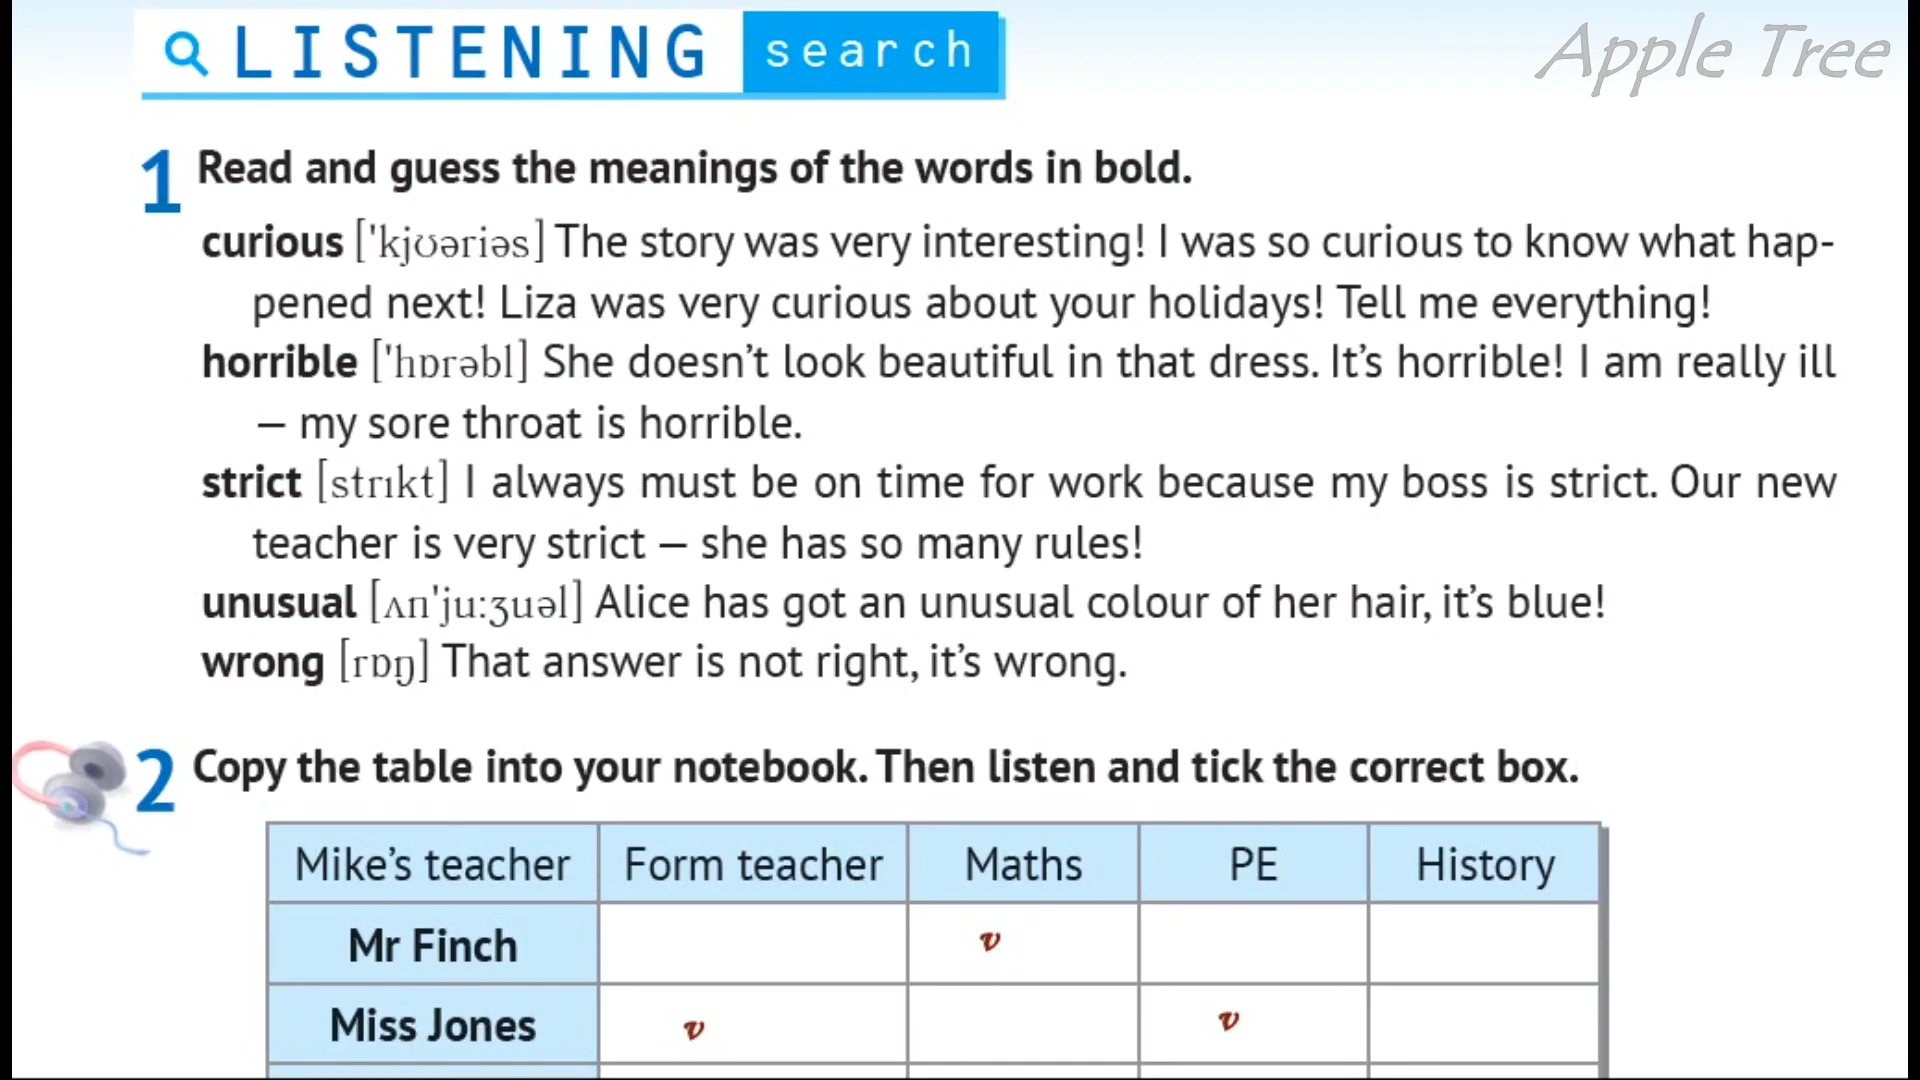 LISTENING search
Apple Tree
1 Read and guess the meanings of the words in bold.
curious ['kjʊəriəs] The story was very interesting! I was so curious to know what hap-
pened next! Liza was very curious about your holidays! Tell me everything!
horrible ['hɒrəbl] She doesn't look beautiful in that dress. It's horrible! I am really ill
— my sore throat is horrible.
strict [strɪkt] I always must be on time for work because my boss is strict. Our new
teacher is very strict — she has so many rules!
unusual [ʌn'ju:ʒuəl] Alice has got an unusual colour of her hair, it's blue!
wrong [rɒŋ] That answer is not right, it's wrong.
2 Copy the table into your notebook. Then listen and tick the correct box.
Mike's teacher Form teacher Maths PE History
Mr Finch v
Miss Jones v v